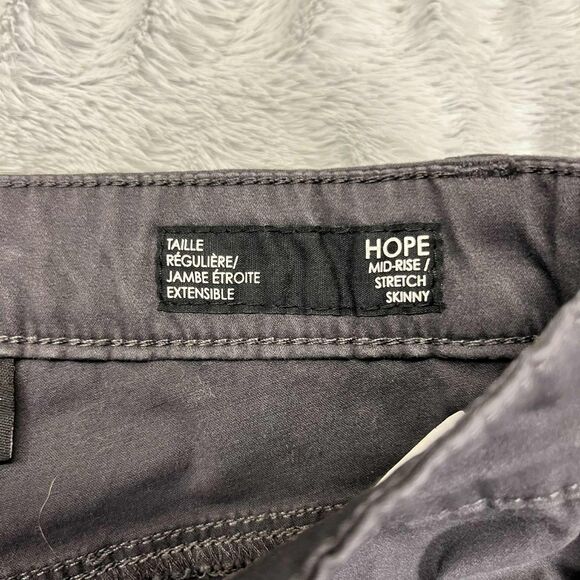 TAILLE
RÉGULIÈRE/
JAMBE ÉTROITE
EXTENSIBLE
HOPE
MID-RISE /
STRETCH
SKINNY